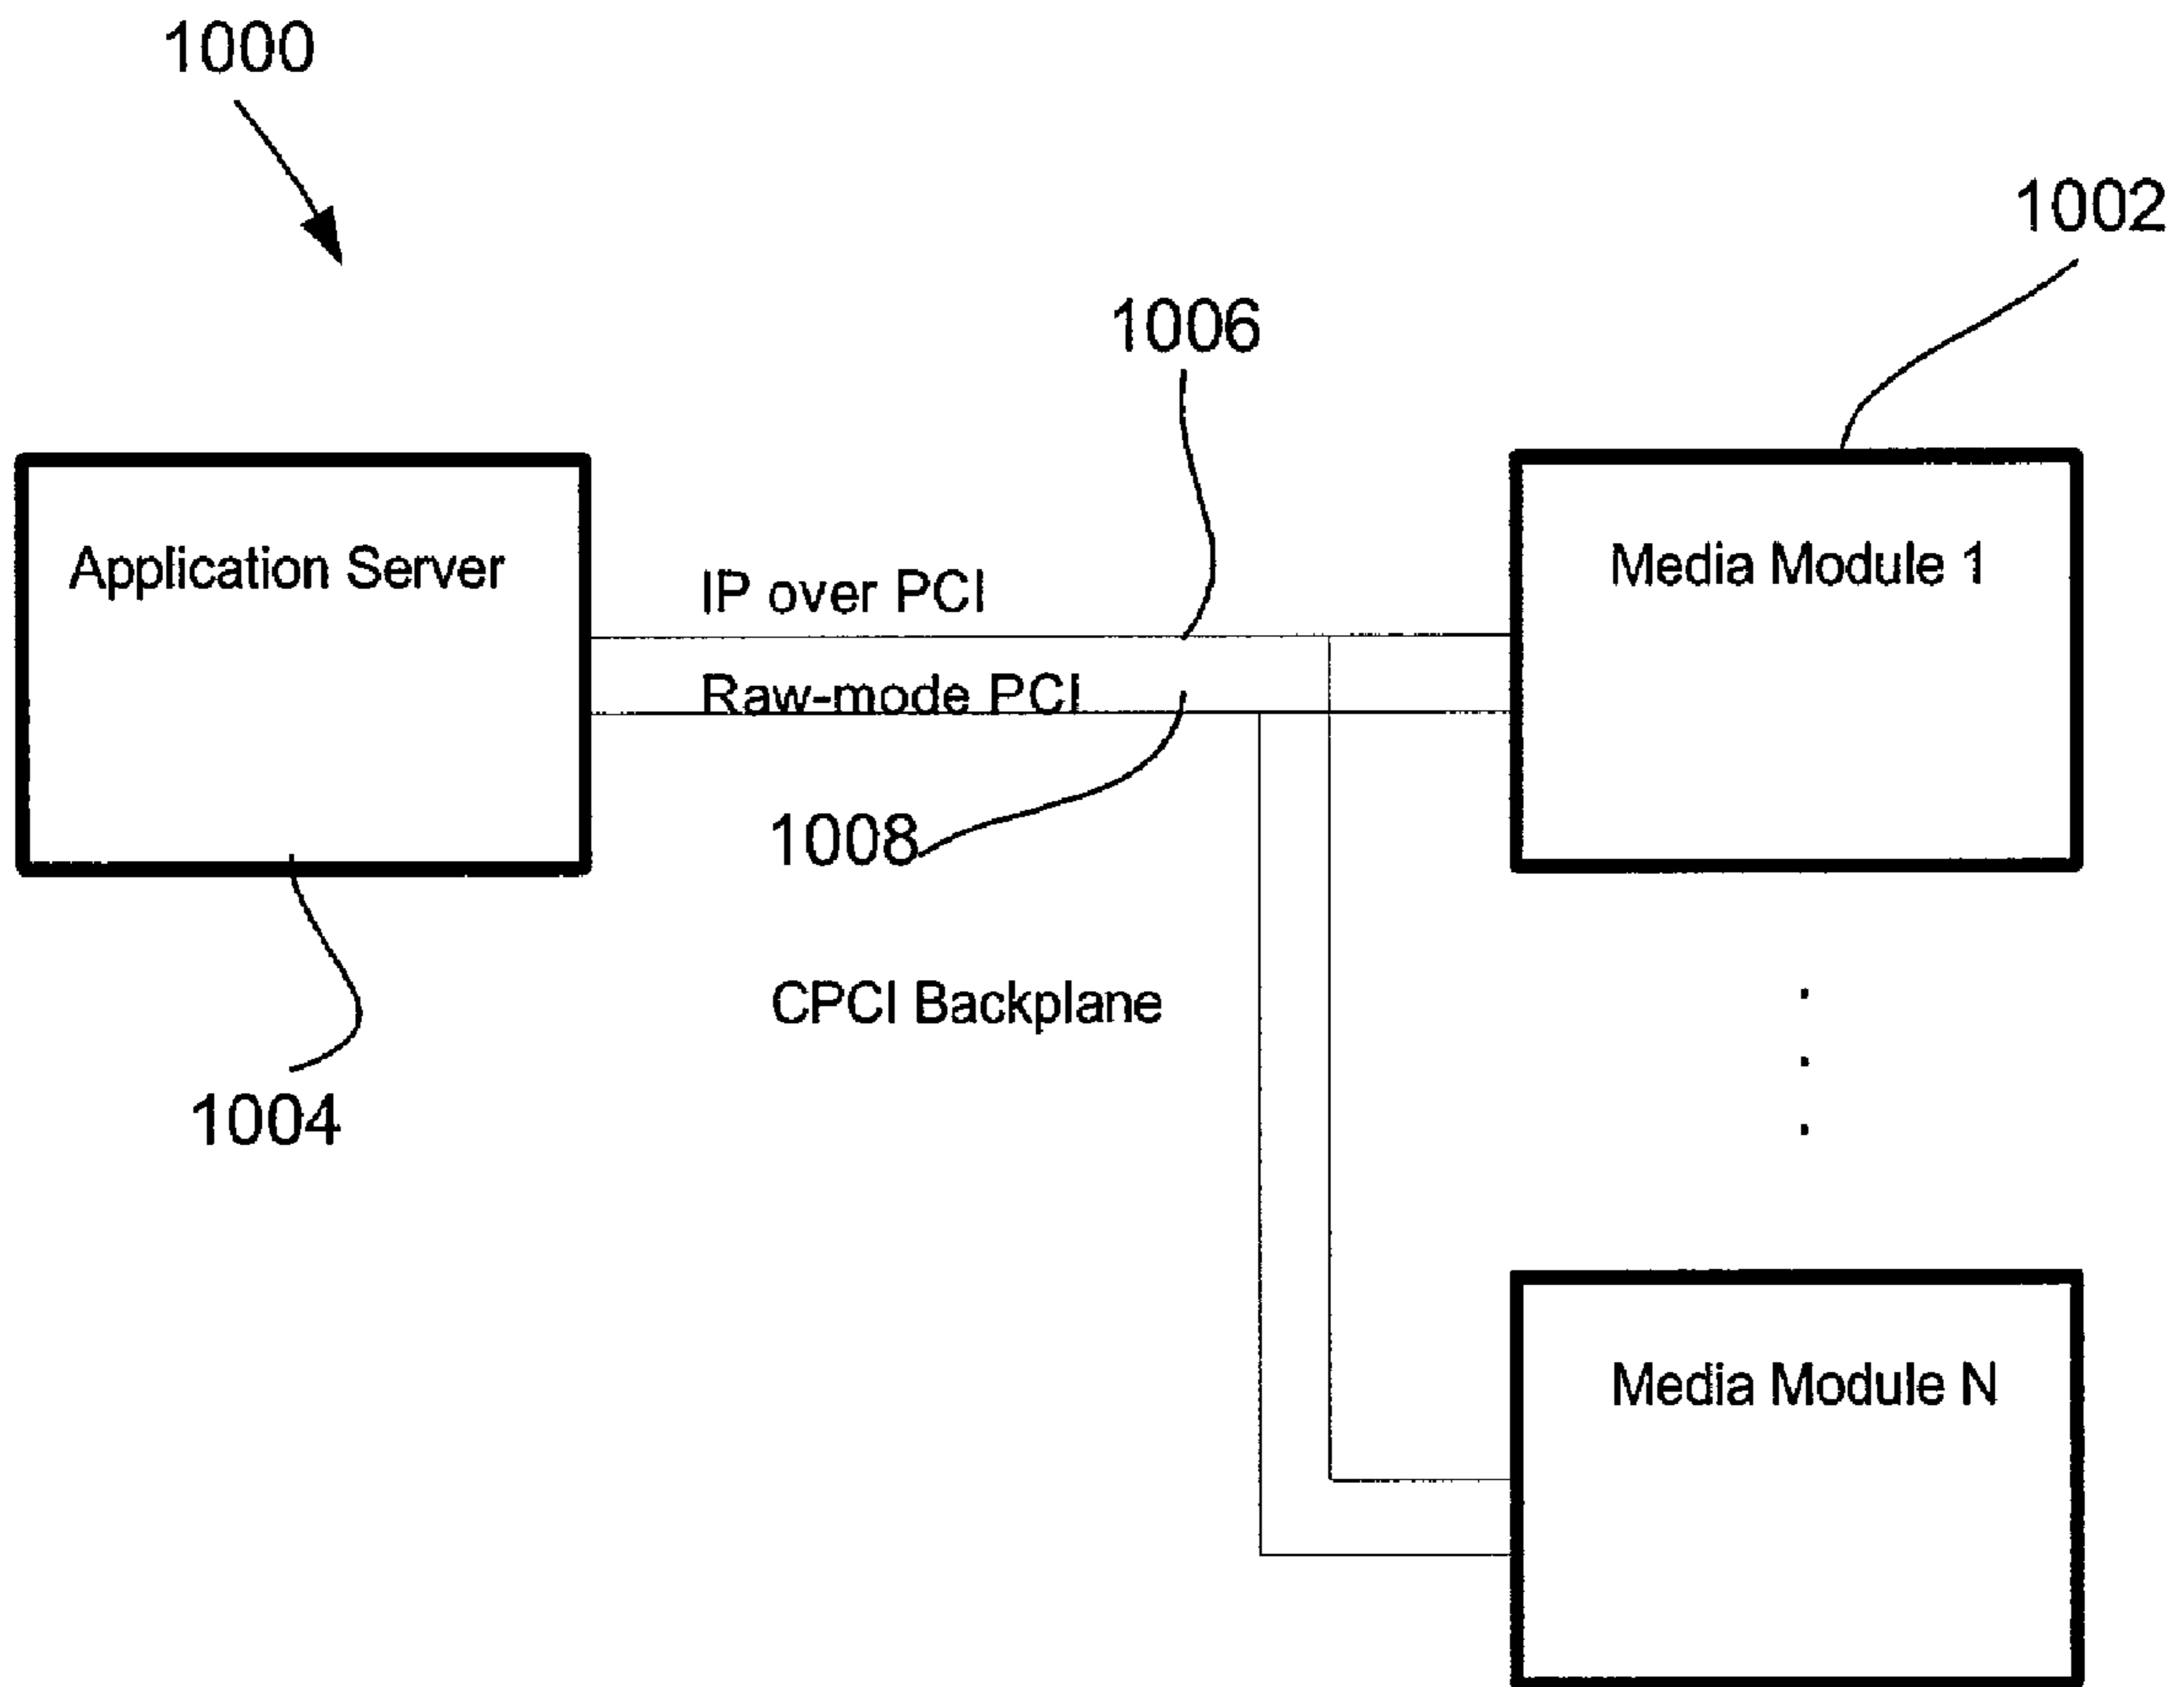 1000
1002
1006
Application Server
Media Module 1
IP over PCI
Raw-mode PCI
1008
CPCI Backplane
1004
Media Module N